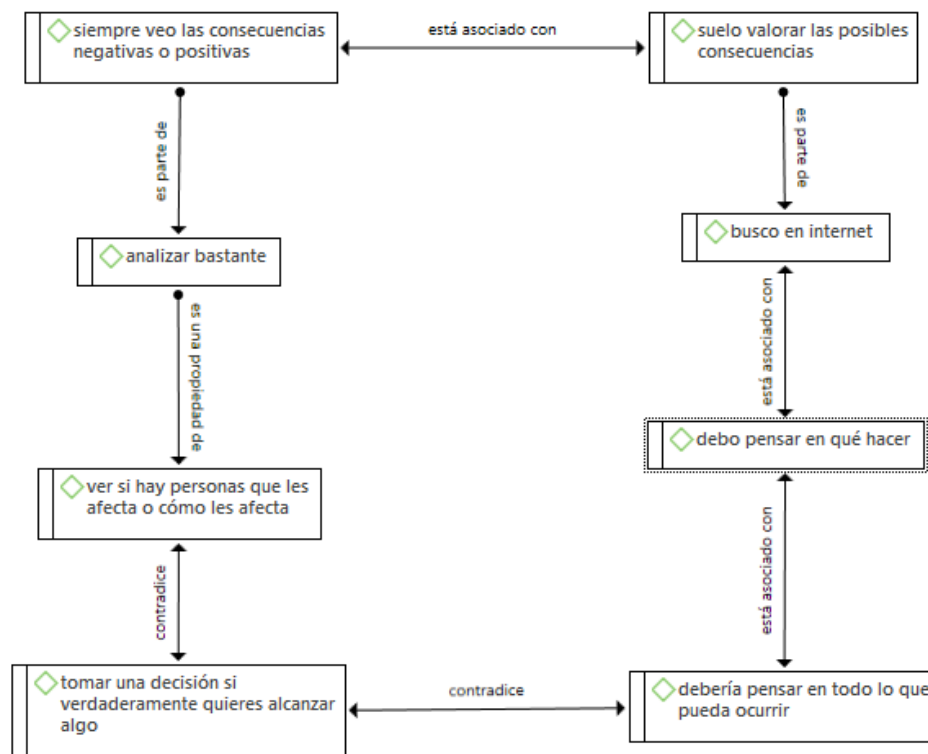 siempre veo las consecuencias
negativas o positivas
está asociado con
suelo valorar las posibles
consecuencias
es parte de
es parte de
analizar bastante
busco en internet
es una propiedad de
está asociado con
debo pensar en qué hacer
ver si hay personas que les
afecta o cómo les afecta
contradice
está asociado con
tomar una decisión si
verdaderamente quieres alcanzar
algo
contradice
debería pensar en todo lo que
pueda ocurrir